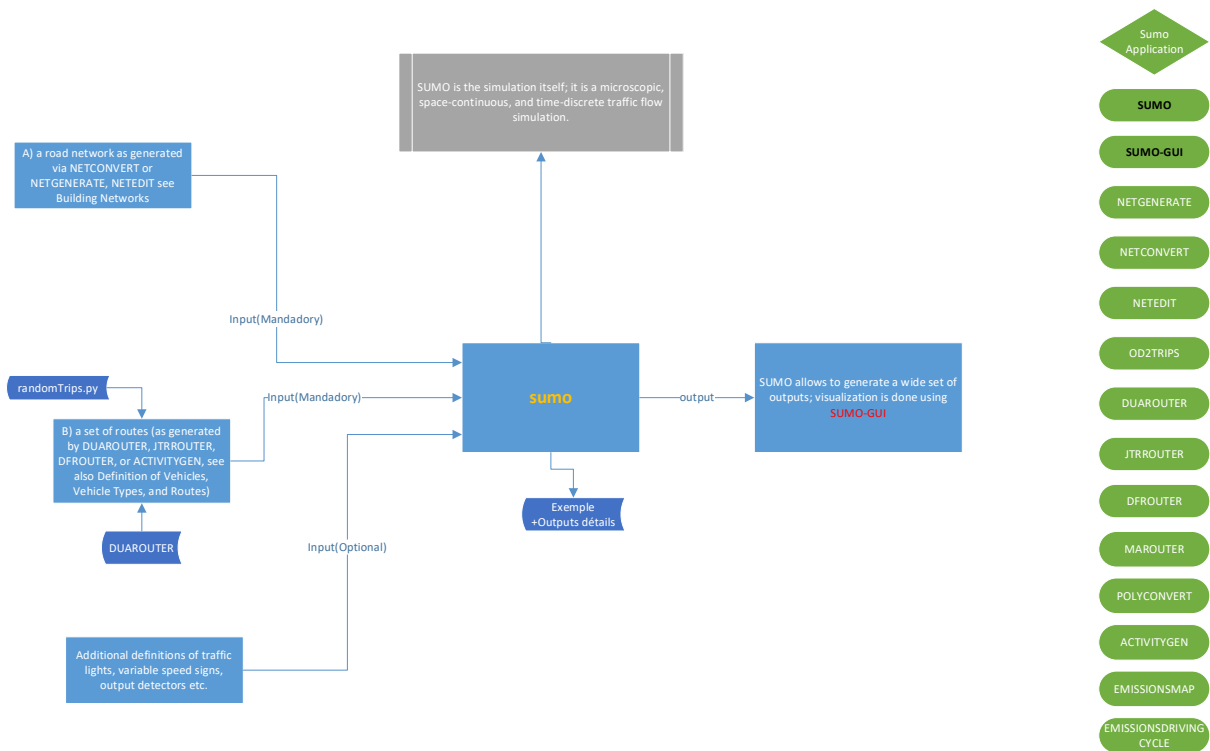 SUMO is the simulation itself; it is a microscopic,
space-continuous, and time-discrete traffic flow
simulation.
A) a road network as generated
via NETCONVERT or
NETGENERATE, NETEDIT see
Building Networks
Input(Mandadory)
randomTrips.py
Input(Mandadory)
B) a set of routes (as generated
by DUAROUTER, JTRROUTER,
DFROUTER, or ACTIVITYGEN, see
also Definition of Vehicles,
Vehicle Types, and Routes)
DUAROUTER
Input(Optional)
Additional definitions of traffic
lights, variable speed signs,
output detectors etc.
sumo
output
SUMO allows to generate a wide set of
outputs; visualization is done using
SUMO-GUI
Exemple
+Outputs détails
Sumo
Application
SUMO
SUMO-GUI
NETGENERATE
NETCONVERT
NETEDIT
OD2TRIPS
DUAROUTER
JTRROUTER
DFROUTER
MAROUTER
POLYCONVERT
ACTIVITYGEN
EMISSIONSMAP
EMISSIONSDRIVING
CYCLE